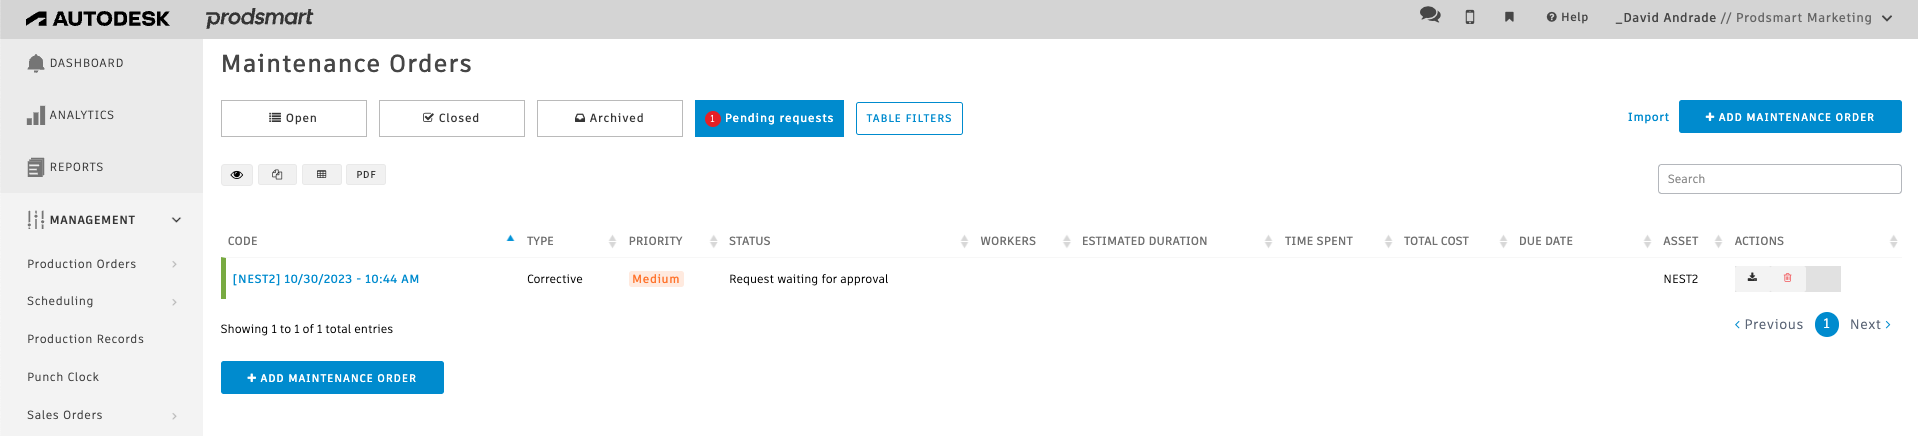 AUTODESK prodsmart Help _David Andrade // Prodsmart Marketing
DASHBOARD
ANALYTICS
REPORTS
MANAGEMENT
Production Orders
Scheduling
Production Records
Punch Clock
Sales Orders
Maintenance Orders
Open Closed Archived 1 Pending requests TABLE FILTERS Import + ADD MAINTENANCE ORDER
PDF Search
CODE TYPE PRIORITY STATUS WORKERS ESTIMATED DURATION TIME SPENT TOTAL COST DUE DATE ASSET ACTIONS
[NEST2] 10/30/2023 - 10:44 AM Corrective Medium Request waiting for approval NEST2
Showing 1 to 1 of 1 total entries < Previous 1 Next >
+ ADD MAINTENANCE ORDER